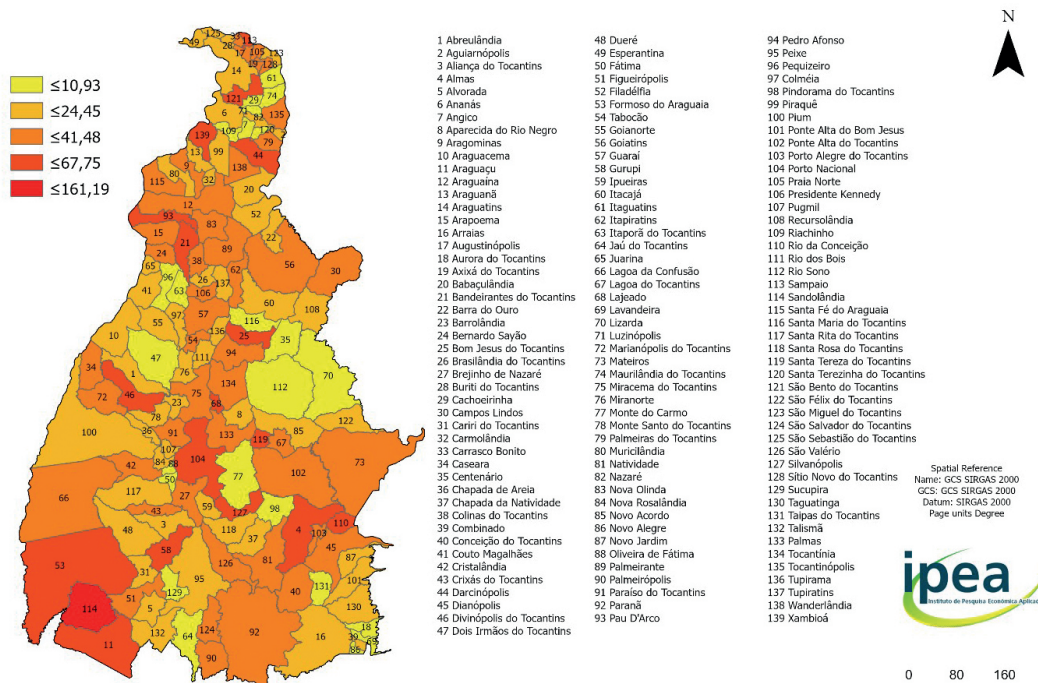 N
≤10,93
≤24,45
≤41,48
≤67,75
≤161,19
1 Abreulândia
2 Aguiarnópolis
3 Aliança do Tocantins
4 Almas
5 Alvorada
6 Ananás
7 Angico
8 Aparecida do Rio Negro
9 Aragominas
10 Araguacema
11 Araguaçu
12 Araguaína
13 Araguanã
14 Araguatins
15 Arapoema
16 Arraias
17 Augustinópolis
18 Aurora do Tocantins
19 Axixá do Tocantins
20 Babaçulândia
21 Bandeirantes do Tocantins
22 Barra do Ouro
23 Barrolândia
24 Bernardo Sayão
25 Bom Jesus do Tocantins
26 Brasilândia do Tocantins
27 Brejinho de Nazaré
28 Buriti do Tocantins
29 Cachoeirinha
30 Campos Lindos
31 Cariri do Tocantins
32 Carmolândia
33 Carrasco Bonito
34 Caseara
35 Centenário
36 Chapada de Areia
37 Chapada da Natividade
38 Colinas do Tocantins
39 Combinado
40 Conceição do Tocantins
41 Couto Magalhães
42 Cristalândia
43 Crixás do Tocantins
44 Darcinópolis
45 Dianópolis
46 Divinópolis do Tocantins
47 Dois Irmãos do Tocantins
48 Dueré
49 Esperantina
50 Fátima
51 Figueirópolis
52 Filadélfia
53 Formoso do Araguaia
54 Tabocão
55 Goianorte
56 Goiatins
57 Guaraí
58 Gurupi
59 Ipueiras
60 Itacajá
61 Itaguatins
62 Itapiratins
63 Itaporã do Tocantins
64 Jaú do Tocantins
65 Juarina
66 Lagoa da Confusão
67 Lagoa do Tocantins
68 Lajeado
69 Lavandeira
70 Lizarda
71 Luzinópolis
72 Marianópolis do Tocantins
73 Mateiros
74 Maurilândia do Tocantins
75 Miracema do Tocantins
76 Miranorte
77 Monte do Carmo
78 Monte Santo do Tocantins
79 Palmeiras do Tocantins
80 Muricilândia
81 Natividade
82 Nazaré
83 Nova Olinda
84 Nova Rosalândia
85 Novo Acordo
86 Novo Alegre
87 Novo Jardim
88 Oliveira de Fátima
89 Palmeirante
90 Palmeirópolis
91 Paraíso do Tocantins
92 Paranã
93 Pau D'Arco
94 Pedro Afonso
95 Peixe
96 Pequizeiro
97 Colméia
98 Pindorama do Tocantins
99 Piraquê
100 Pium
101 Ponte Alta do Bom Jesus
102 Ponte Alta do Tocantins
103 Porto Alegre do Tocantins
104 Porto Nacional
105 Praia Norte
106 Presidente Kennedy
107 Pugmil
108 Recursolândia
109 Riachinho
110 Rio da Conceição
111 Rio dos Bois
112 Rio Sono
113 Sampaio
114 Sandolândia
115 Santa Fé do Araguaia
116 Santa Maria do Tocantins
117 Santa Rita do Tocantins
118 Santa Rosa do Tocantins
119 Santa Tereza do Tocantins
120 Santa Terezinha do Tocantins
121 São Bento do Tocantins
122 São Félix do Tocantins
123 São Miguel do Tocantins
124 São Salvador do Tocantins
125 São Sebastião do Tocantins
126 São Valério
127 Silvanópolis
128 Sítio Novo do Tocantins
129 Sucupira
130 Taguatinga
131 Taipas do Tocantins
132 Talismã
133 Palmas
134 Tocantínia
135 Tocantinópolis
136 Tupirama
137 Tupiratins
138 Wanderlândia
139 Xambioá
Spatial Reference
Name: GCS SIRGAS 2000
GCS: GCS SIRGAS 2000
Datum: SIRGAS 2000
Page units Degree
ipea
Instituto de Pesquisa Econômica Aplicada
0 80 160